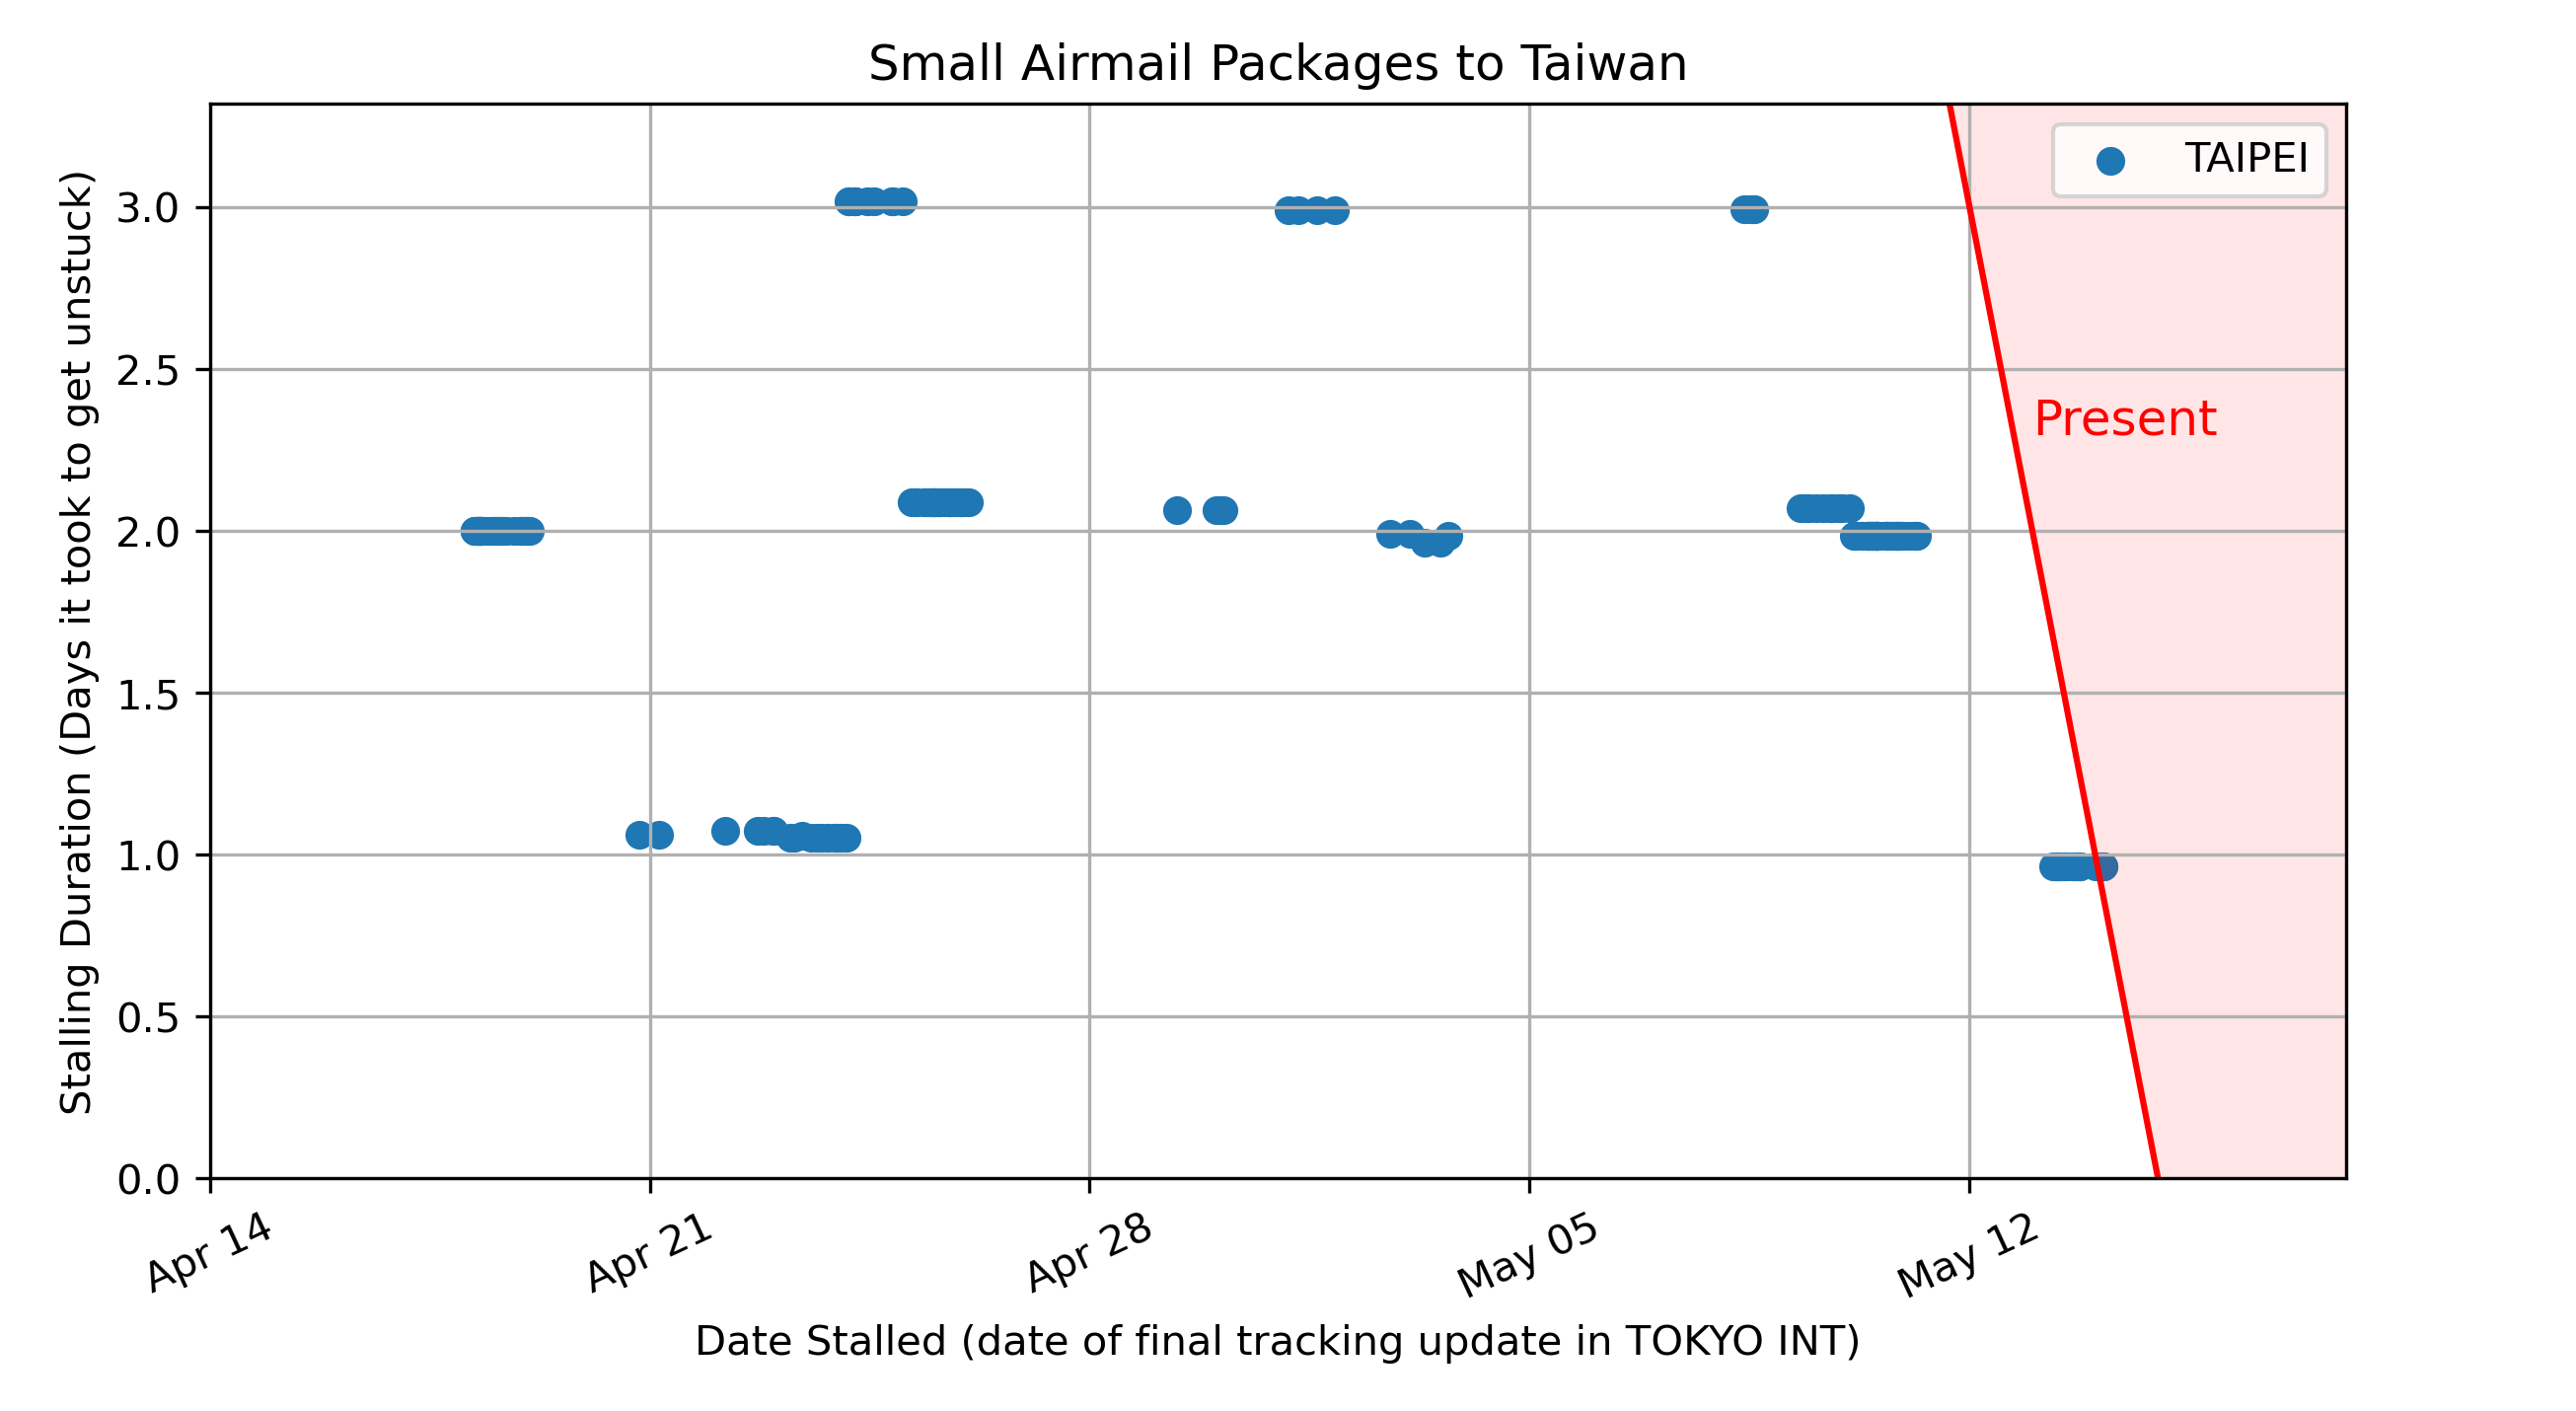 Small Airmail Packages to Taiwan
TAIPEI
Present
Stalling Duration (Days it took to get unstuck)
3.0
2.5
2.0
1.5
1.0
0.5
0.0
Apr 14
Apr 21
Apr 28
May 05
May 12
Date Stalled (date of final tracking update in TOKYO INT)